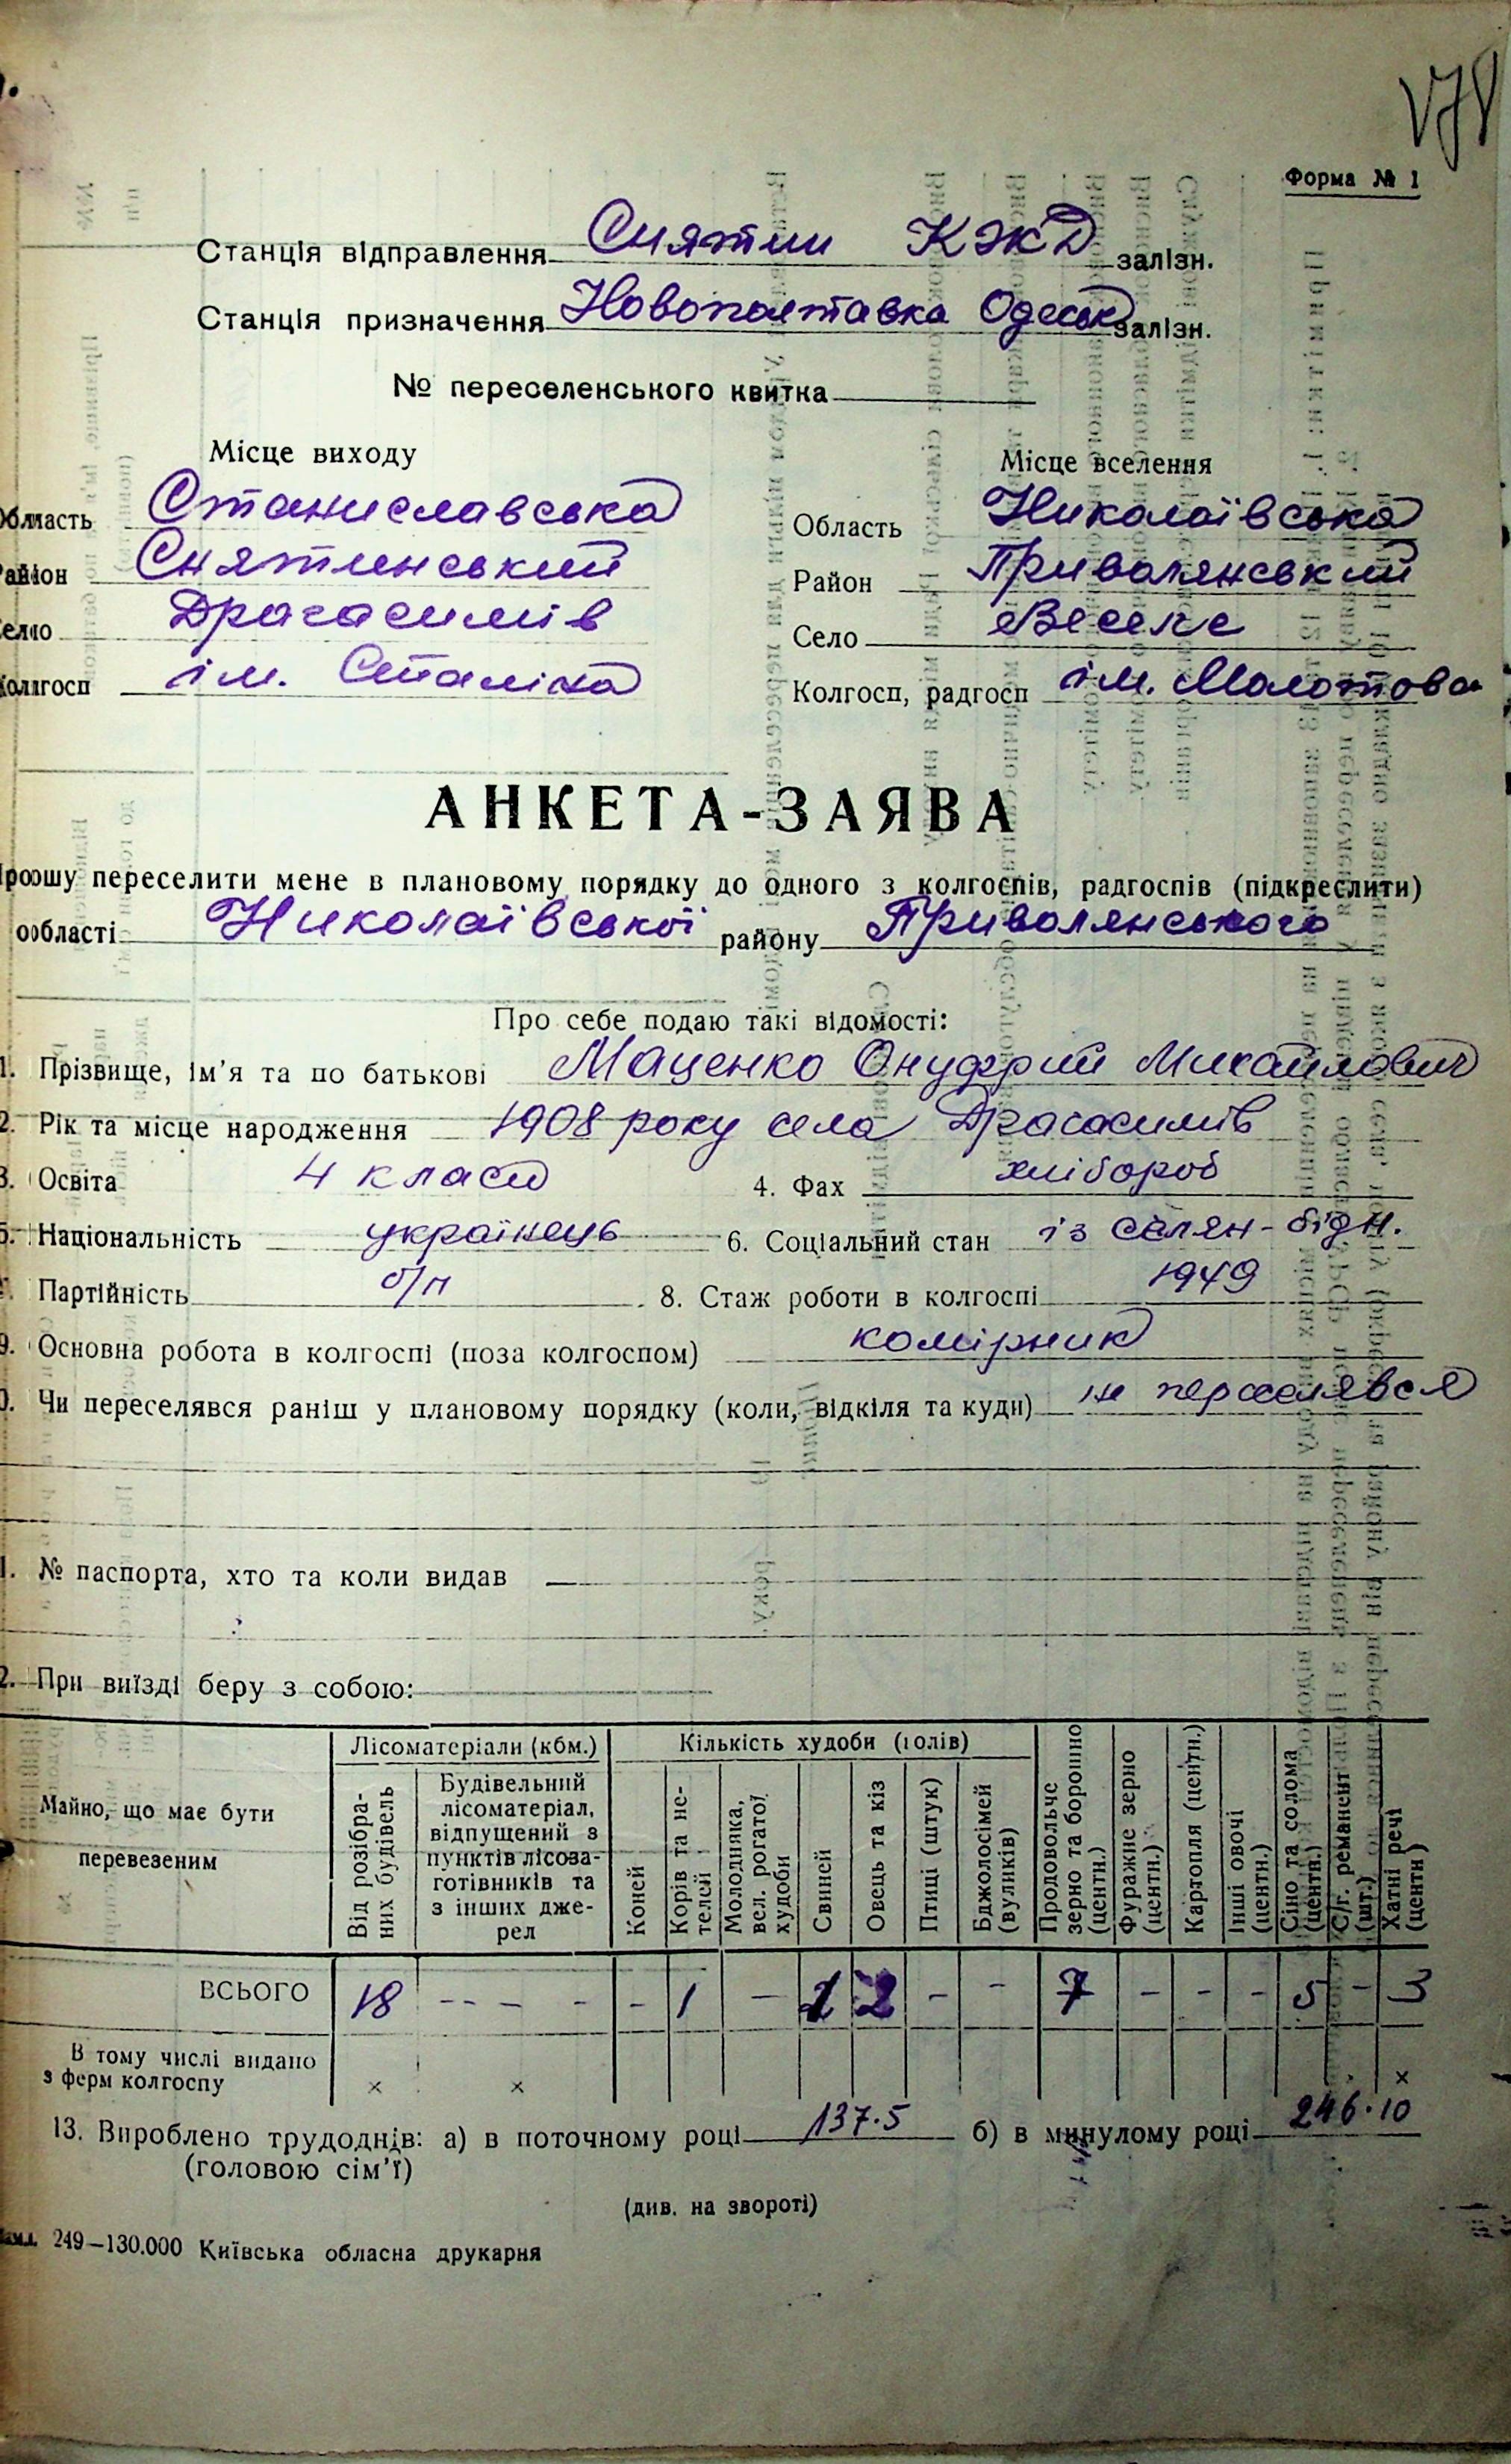 Форма № 1
Станція відправлення Снятин КЖД залізн.
Станція призначення Новополтавка Одеськ залізн.
№ переселенського квитка
Місце виходу Місце вселення
Область Станиславська Область Николаївська
Район Снятинський Район Привалянський
Село Драгасимів Село Веселе
Колгосп ім. Сталіна Колгосп, радгосп ім. Молотова
АНКЕТА-ЗАЯВА
Прошу переселити мене в плановому порядку до одного з колгоспів, радгоспів (підкреслити)
області Николаївської району Приволянського
Про себе подаю такі відомості:
1. Прізвище, ім'я та по батькові Маценко Онуфрий Михайлович
2. Рік та місце народження 1908 року села Драгасимів
3. Освіта 4 класи 4. Фах хлібороб
5. Національність українець 6. Соціальний стан із селян-бідн.
Партійність б/п 8. Стаж роботи в колгоспі 1949
9. Основна робота в колгоспі (поза колгоспом) комірник
0. Чи переселявся раніш у плановому порядку (коли, відкіля та куди) не переселявся
1. № паспорта, хто та коли видав
2. При виїзді беру з собою:
Майно, що має бути перевезеним
Лісоматеріали (кбм.)
Кількість худоби (голів)
Від розібраних будівель
Будівельний лісоматеріал, відпущений з пунктів лісозаготівників та з інших джерел
Коней
Корів та нетелей
Молодняка, вел. рогатої худоби
Свиней
Овець та кіз
Птиці (штук)
Бджолосімей (вуликів)
Продовольче зерно та борошно (центн.)
Фуражне зерно (центн.)
Картопля (центн.)
Інші овочі (центн.)
Сіно та солома (центн.)
С/г. реманент (шт.)
Хатні речі (центн)
ВСЬОГО 18 - - - - - 1 - 1 2 - - 7 - - - 5 - 3
В тому числі видано
з ферм колгоспу × × ×
13. Вироблено трудоднів: а) в поточному році 137.5 б) в минулому році 246.10
(головою сім'ї)
(див. на звороті)
249—130.000 Київська обласна друкарня